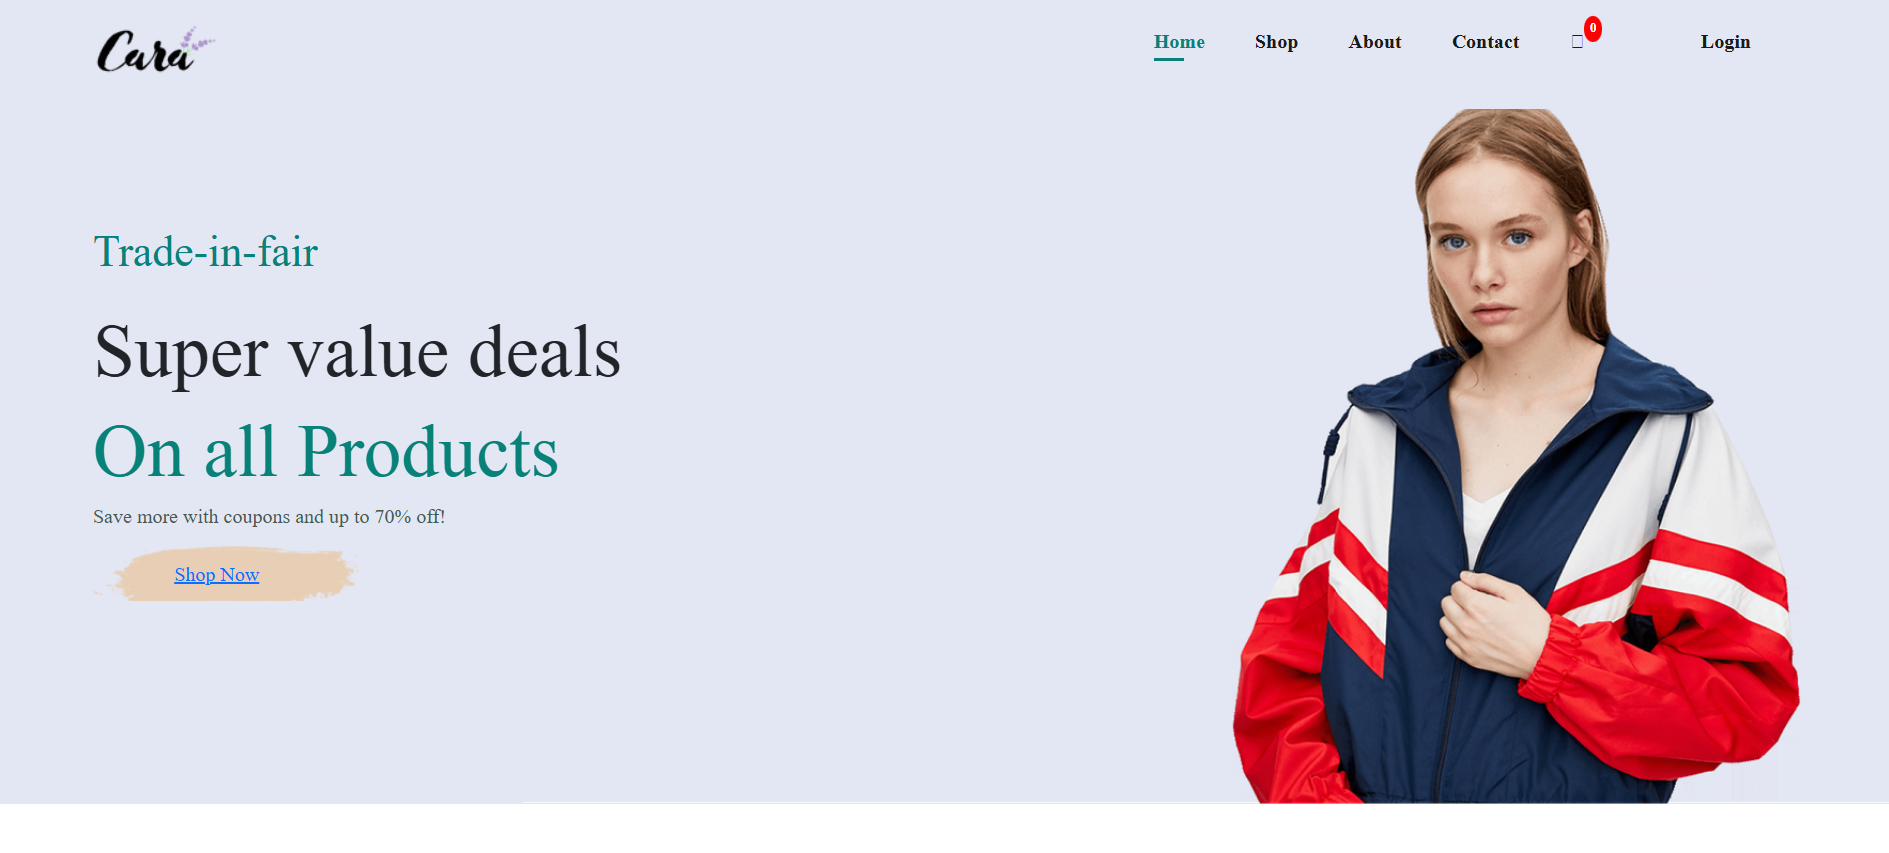 Cara
Home Shop About Contact 0 Login
Trade-in-fair
Super value deals
On all Products
Save more with coupons and up to 70% off!
Shop Now